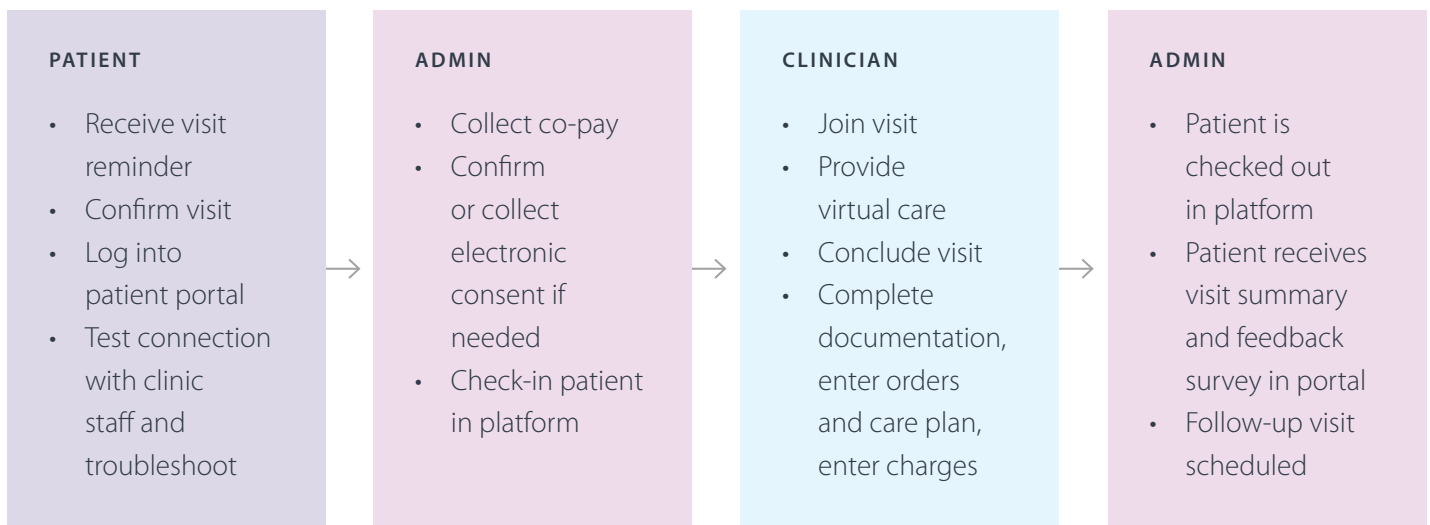 PATIENT
• Receive visit
reminder
• Confirm visit
• Log into
patient portal
• Test connection
with clinic
staff and
troubleshoot
ADMIN
• Collect co-pay
• Confirm
or collect
electronic
consent if
needed
• Check-in patient
in platform
CLINICIAN
• Join visit
• Provide
virtual care
• Conclude visit
• Complete
documentation,
enter orders
and care plan,
enter charges
ADMIN
• Patient is
checked out
in platform
• Patient receives
visit summary
and feedback
survey in portal
• Follow-up visit
scheduled